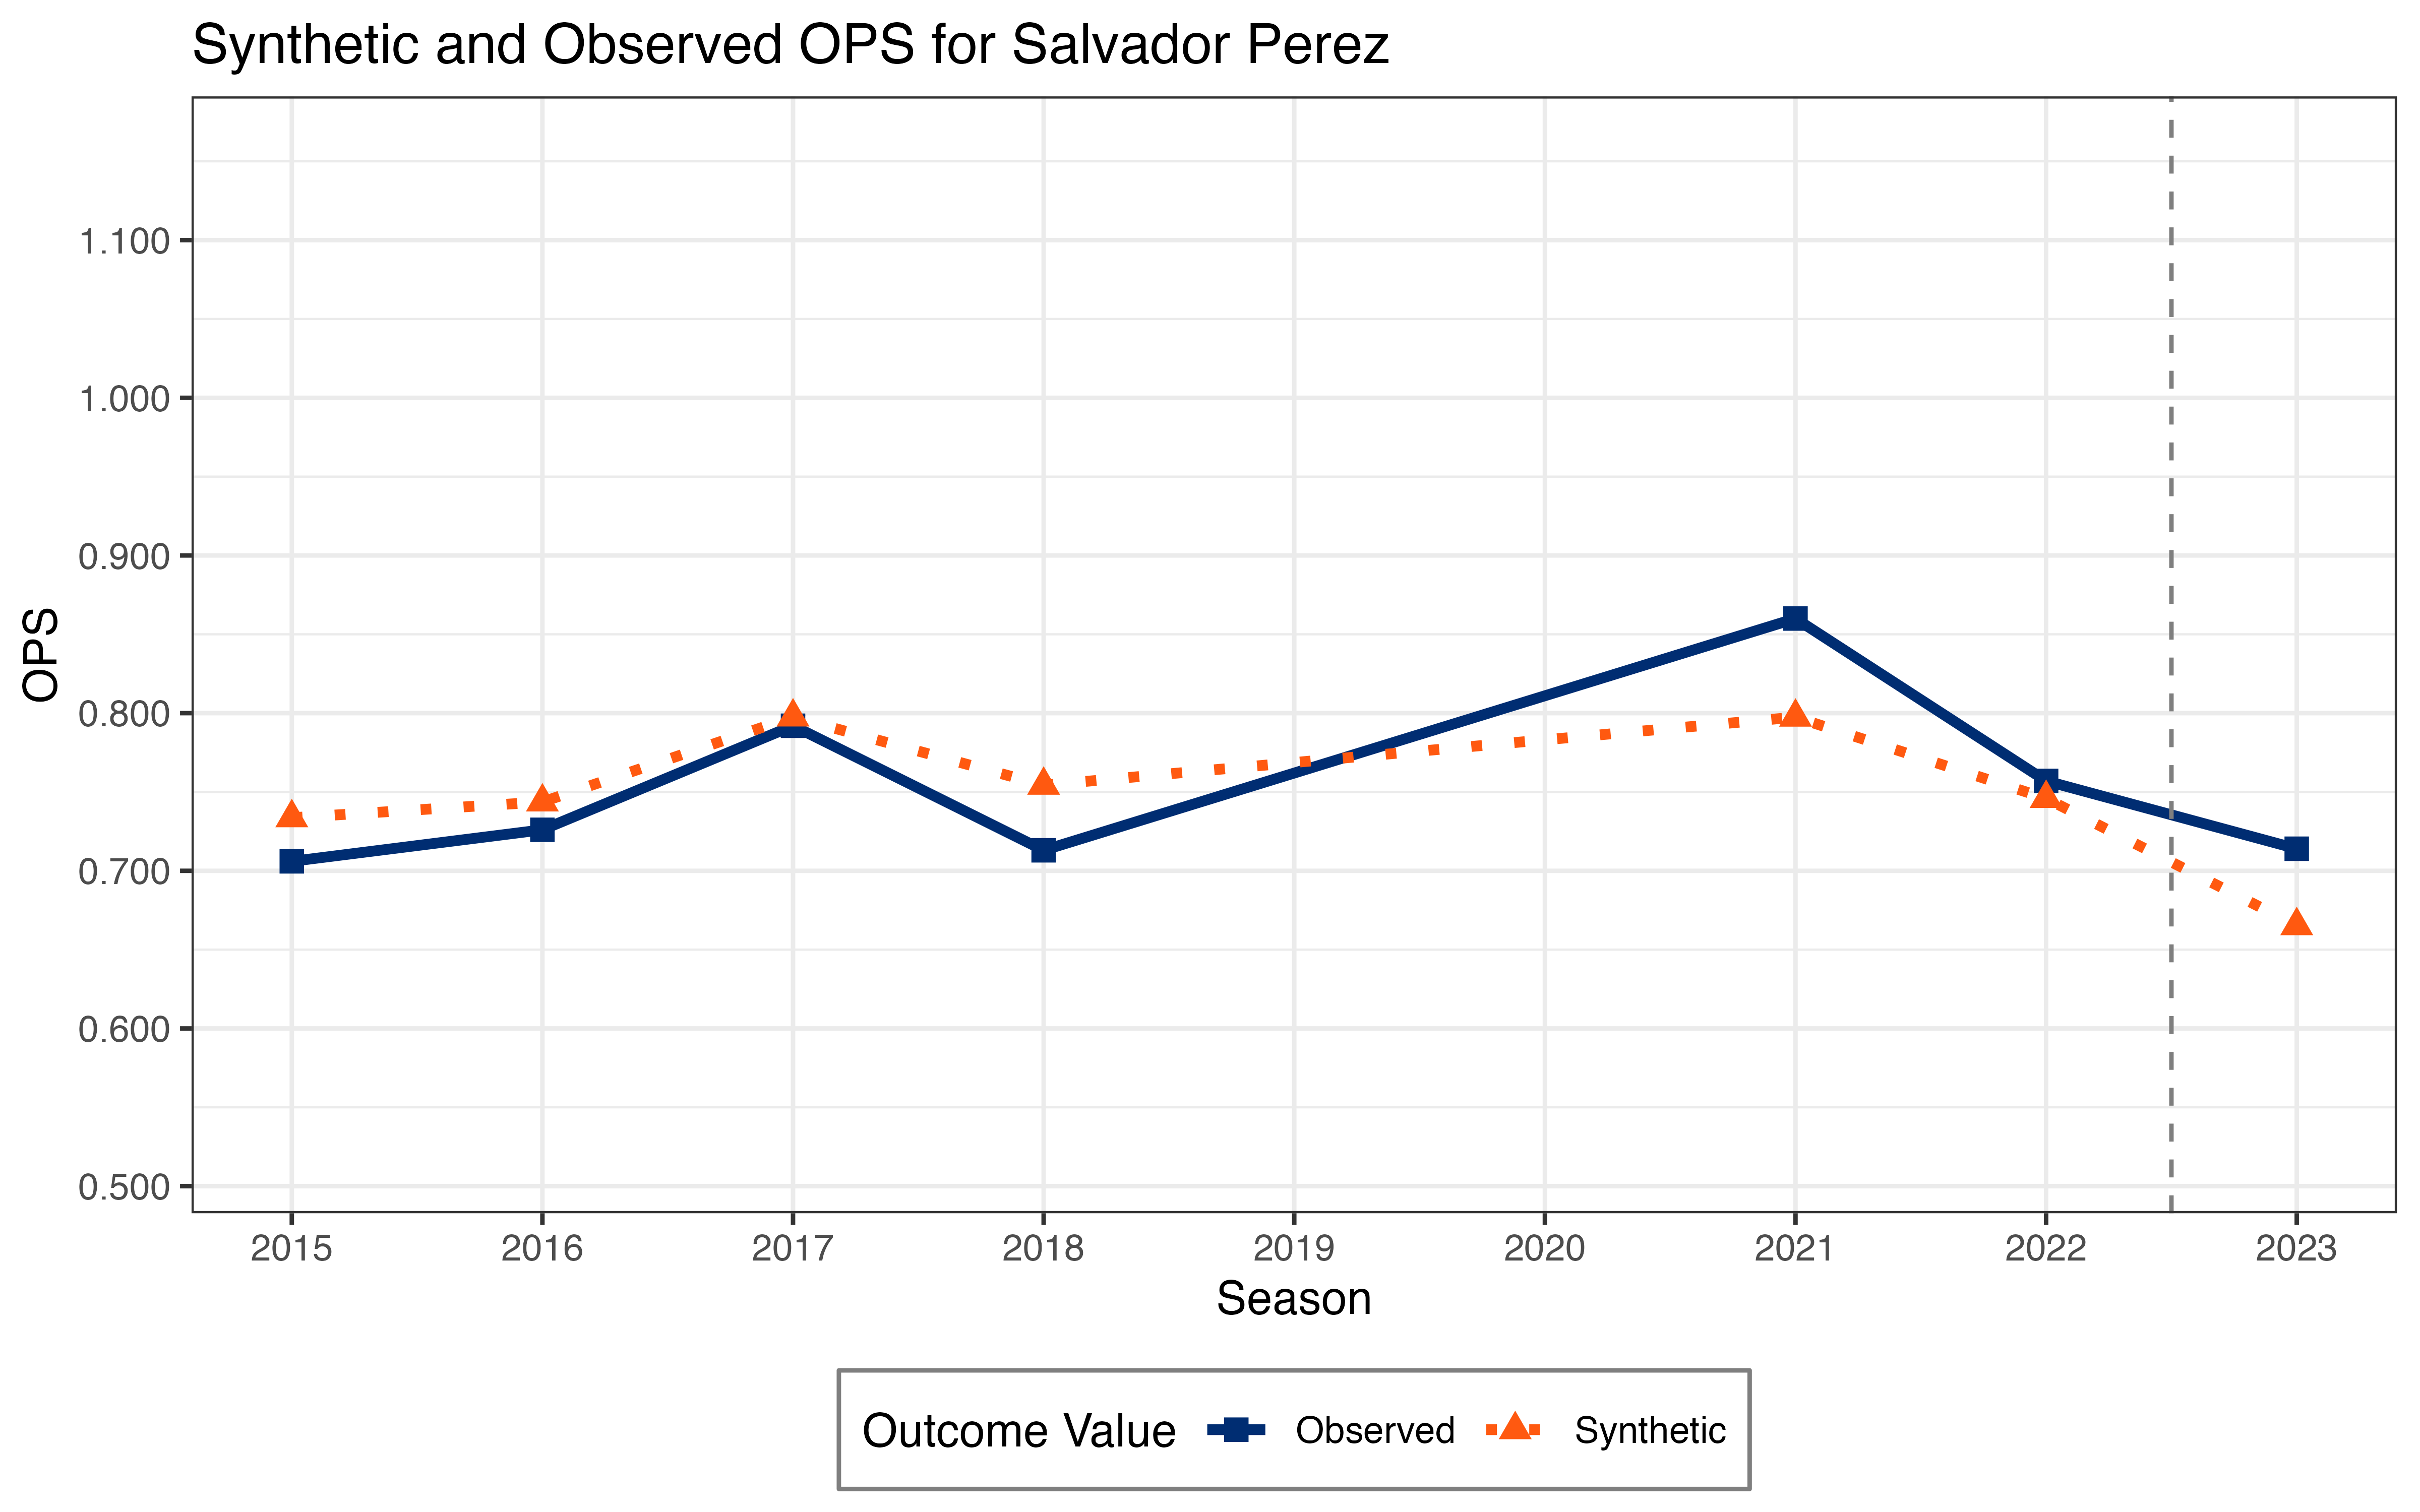 Synthetic and Observed OPS for Salvador Perez
OPS
1.100
1.000
0.900
0.800
0.700
0.600
0.500
2015 2016 2017 2018 2019 2020 2021 2022 2023
Season
Outcome Value Observed Synthetic